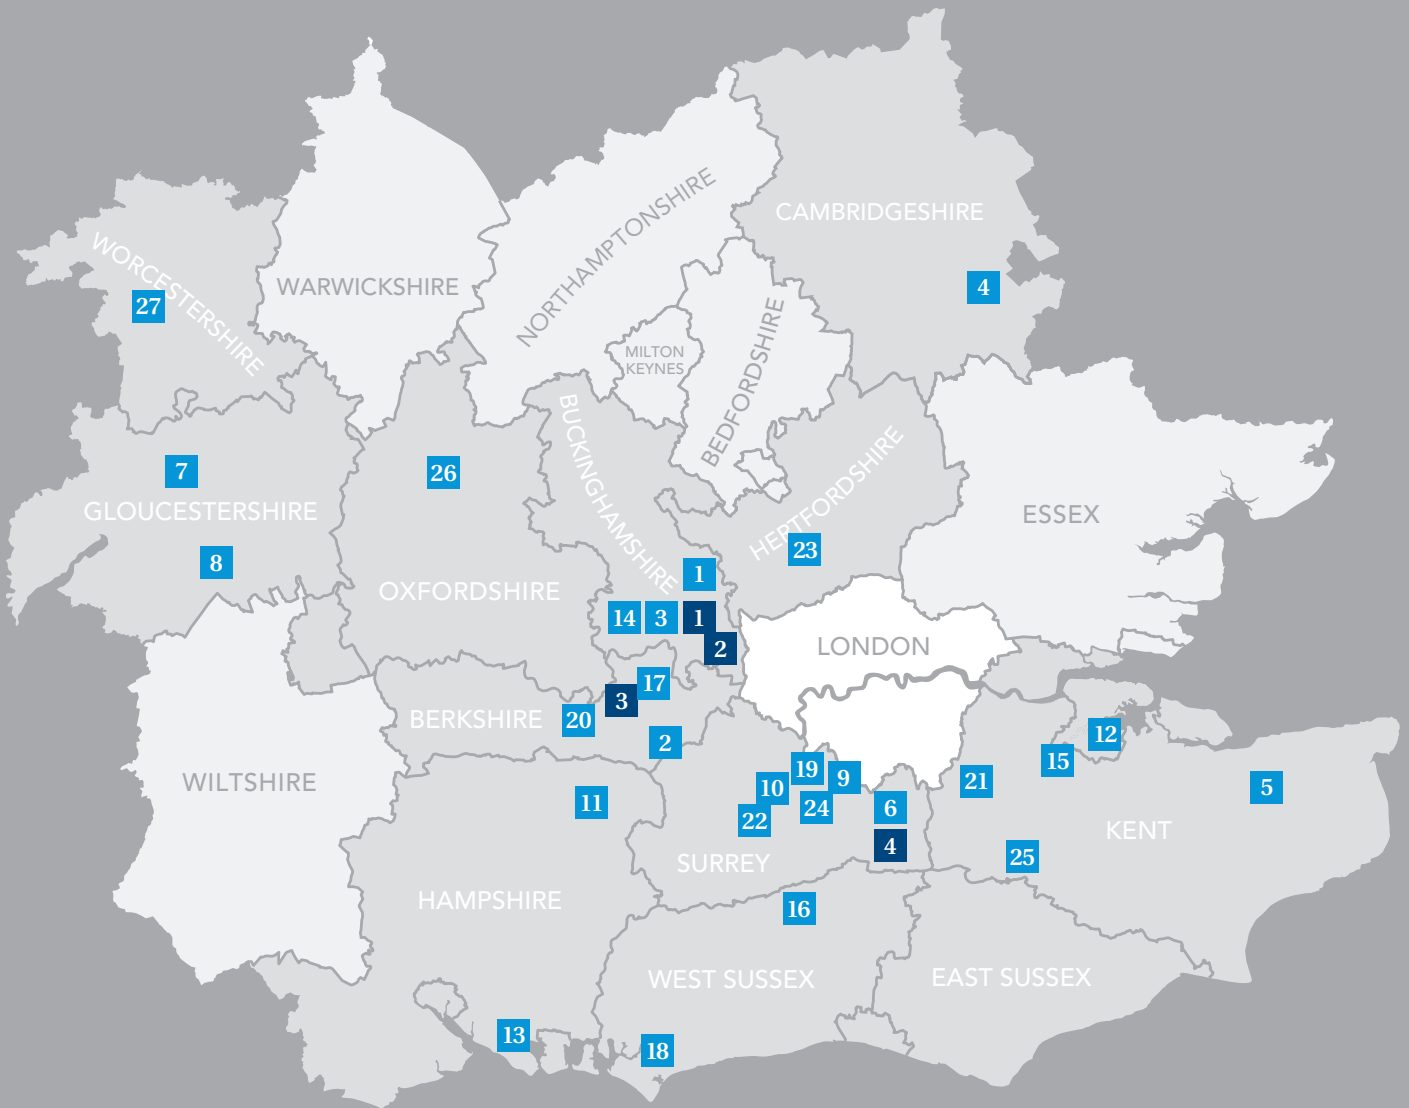 CAMBRIDGESHIRE
NORTHAMPTONSHIRE
WORCESTERSHIRE
WARWICKSHIRE
4
27
MILTON
KEYNES
BEDFORDSHIRE
BUCKINGHAMSHIRE
HERTFORDSHIRE
7
26
GLOUCESTERSHIRE
ESSEX
23
8
1
OXFORDSHIRE
14
3
1
2
LONDON
17
3
BERKSHIRE
20
2
12
15
WILTSHIRE
19
9
10
21
5
11
24
6
22
KENT
4
25
SURREY
HAMPSHIRE
16
WEST SUSSEX
EAST SUSSEX
13
18